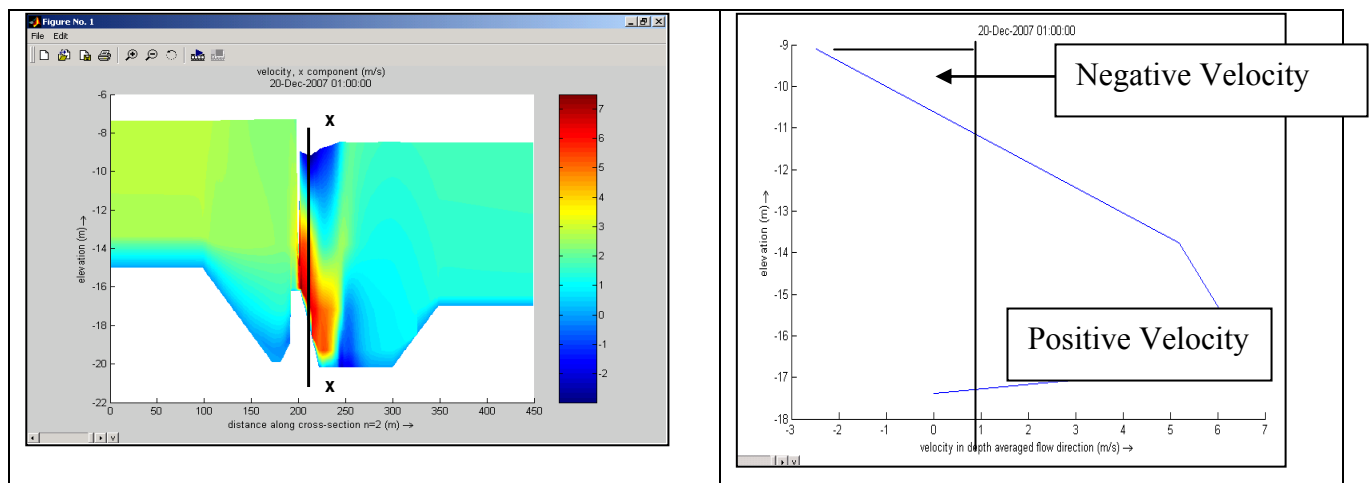 Figure No. 1
File Edit
velocity, x component (m/s)
20-Dec-2007 01:00:00
-6
-8
-10
-12
-14
-16
-18
-20
-22
elevation (m) →
0 50 100 150 200 250 300 350 400 450
distance along cross-section n=2 (m) →
x
x
7
6
5
4
3
2
1
0
-1
-2
v
20-Dec-2007 01:00:00
Negative Velocity
Positive Velocity
-9
-10
-11
-12
-13
-14
-15
-16
-17
-18
elevation (m) →
-3 -2 -1 0 1 2 3 4 5 6 7
velocity in depth averaged flow direction (m/s) →
v